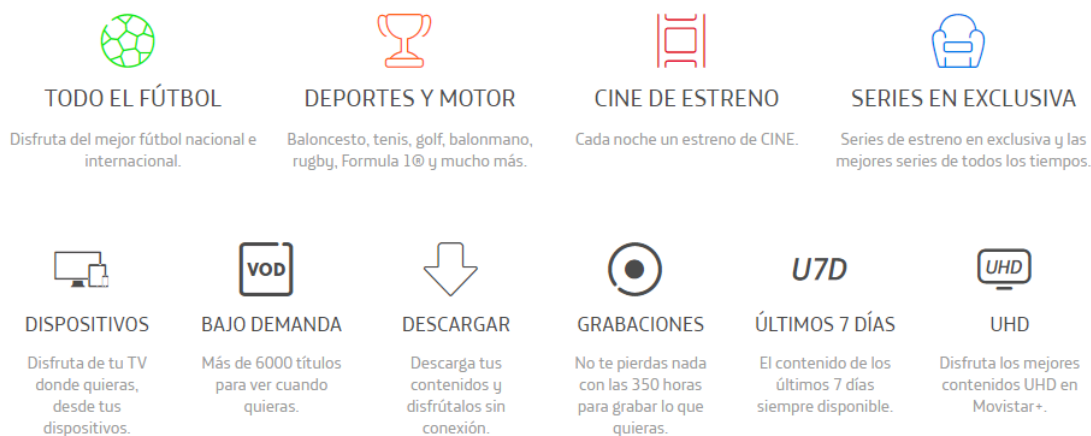 TODO EL FÚTBOL
Disfruta del mejor fútbol nacional e
internacional.
DEPORTES Y MOTOR
Baloncesto, tenis, golf, balonmano,
rugby, Formula 1® y mucho más.
CINE DE ESTRENO
Cada noche un estreno de CINE.
SERIES EN EXCLUSIVA
Series de estreno en exclusiva y las
mejores series de todos los tiempos.
DISPOSITIVOS
Disfruta de tu TV
donde quieras,
desde tus
dispositivos.
VOD
BAJO DEMANDA
Más de 6000 títulos
para ver cuando
quieras.
DESCARGAR
Descarga tus
contenidos y
disfrútalos sin
conexión.
GRABACIONES
No te pierdas nada
con las 350 horas
para grabar lo que
quieras.
U7D
ÚLTIMOS 7 DÍAS
El contenido de los
últimos 7 días
siempre disponible.
UHD
UHD
Disfruta los mejores
contenidos UHD en
Movistar+.